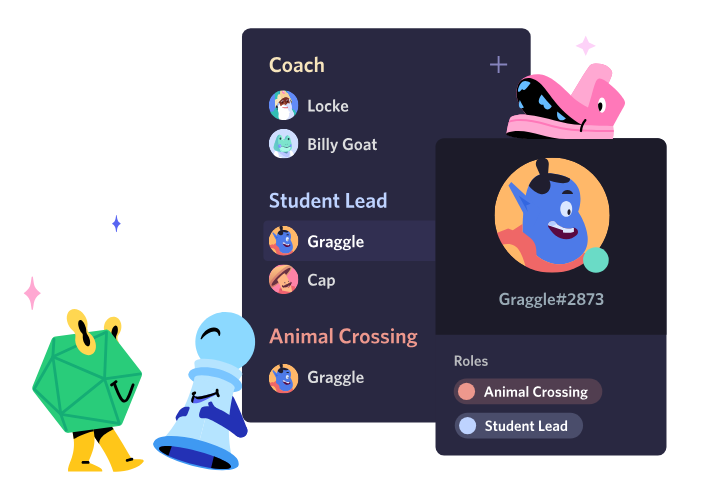 Coach
Locke
Billy Goat
Student Lead
Graggle
Cap
Animal Crossing
Graggle
Graggle#2873
Roles
Animal Crossing
Student Lead